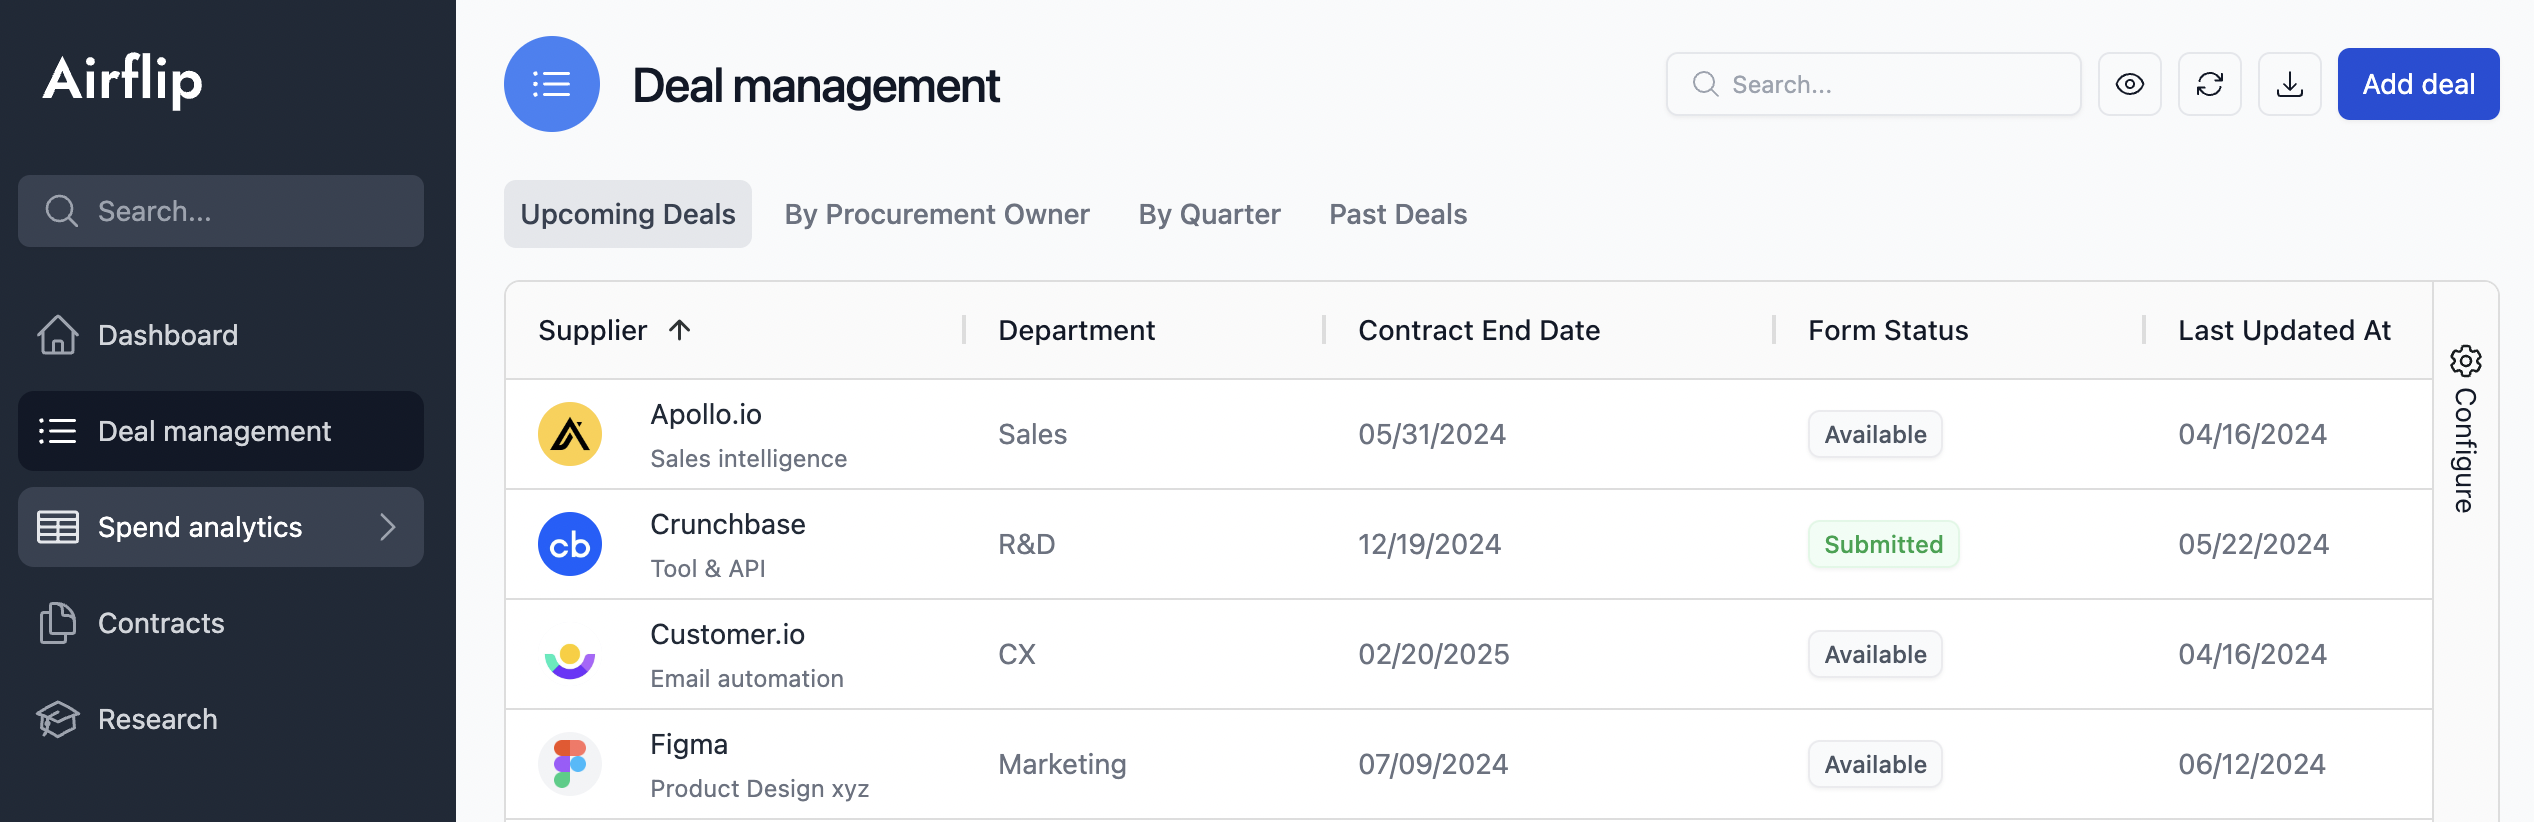 Airflip
Search...
Dashboard
Deal management
Spend analytics
Contracts
Research
Deal management
Search...
Add deal
Upcoming Deals By Procurement Owner By Quarter Past Deals
Supplier Department Contract End Date Form Status Last Updated At
Configure
Apollo.io
Sales intelligence
Sales 05/31/2024 Available 04/16/2024
cb
Crunchbase
Tool & API
R&D 12/19/2024 Submitted 05/22/2024
Customer.io
Email automation
CX 02/20/2025 Available 04/16/2024
Figma
Product Design xyz
Marketing 07/09/2024 Available 06/12/2024